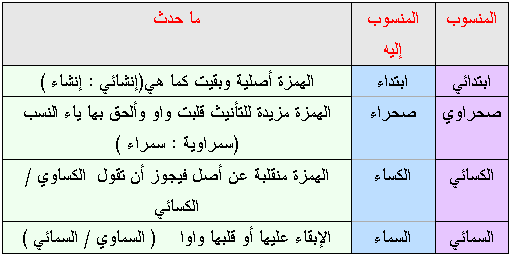 المنسوب المنسوب إليه ما حدث
ابتدائي ابتداء الهمزة أصلية وبقيت كما هي(إنشائي : إنشاء )
صحراوي صحراء الهمزة مزيدة للتأنيث قلبت واو وألحق بها ياء النسب
(سمراوية : سمراء )
الكسائي الكساء الهمزة منقلبة عن أصل فيجوز أن تقول الكساوي /
الكسائي
السمائي السماء الإبقاء عليها أو قلبها واوا ( السماوي / السمائي )